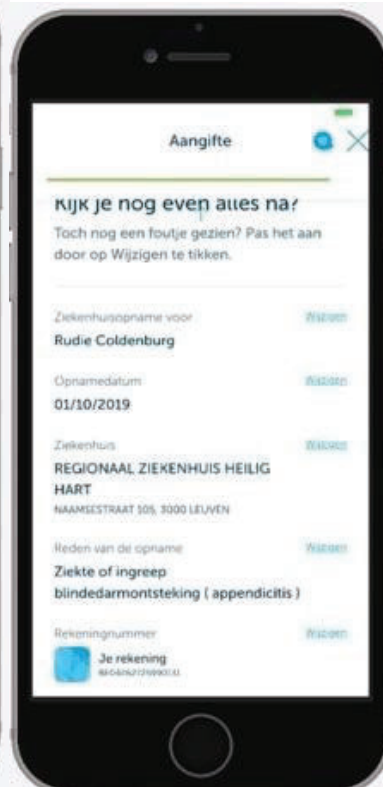 Aangifte
Kijk je nog even alles na?
Toch nog een foutje gezien? Pas het aan
door op Wijzigen te tikken.
Ziekenhuisopname voor
Wijzigen
Rudie Coldenburg
Opnamedatum
Wijzigen
01/10/2019
Ziekenhuis
Wijzigen
REGIONAAL ZIEKENHUIS HEILIG
HART
NAAMSESTRAAT 105, 3000 LEUVEN
Reden van de opname
Wijzigen
Ziekte of ingreep
blindedarmontsteking ( appendicitis )
Rekeningnummer
Wijzigen
Je rekening